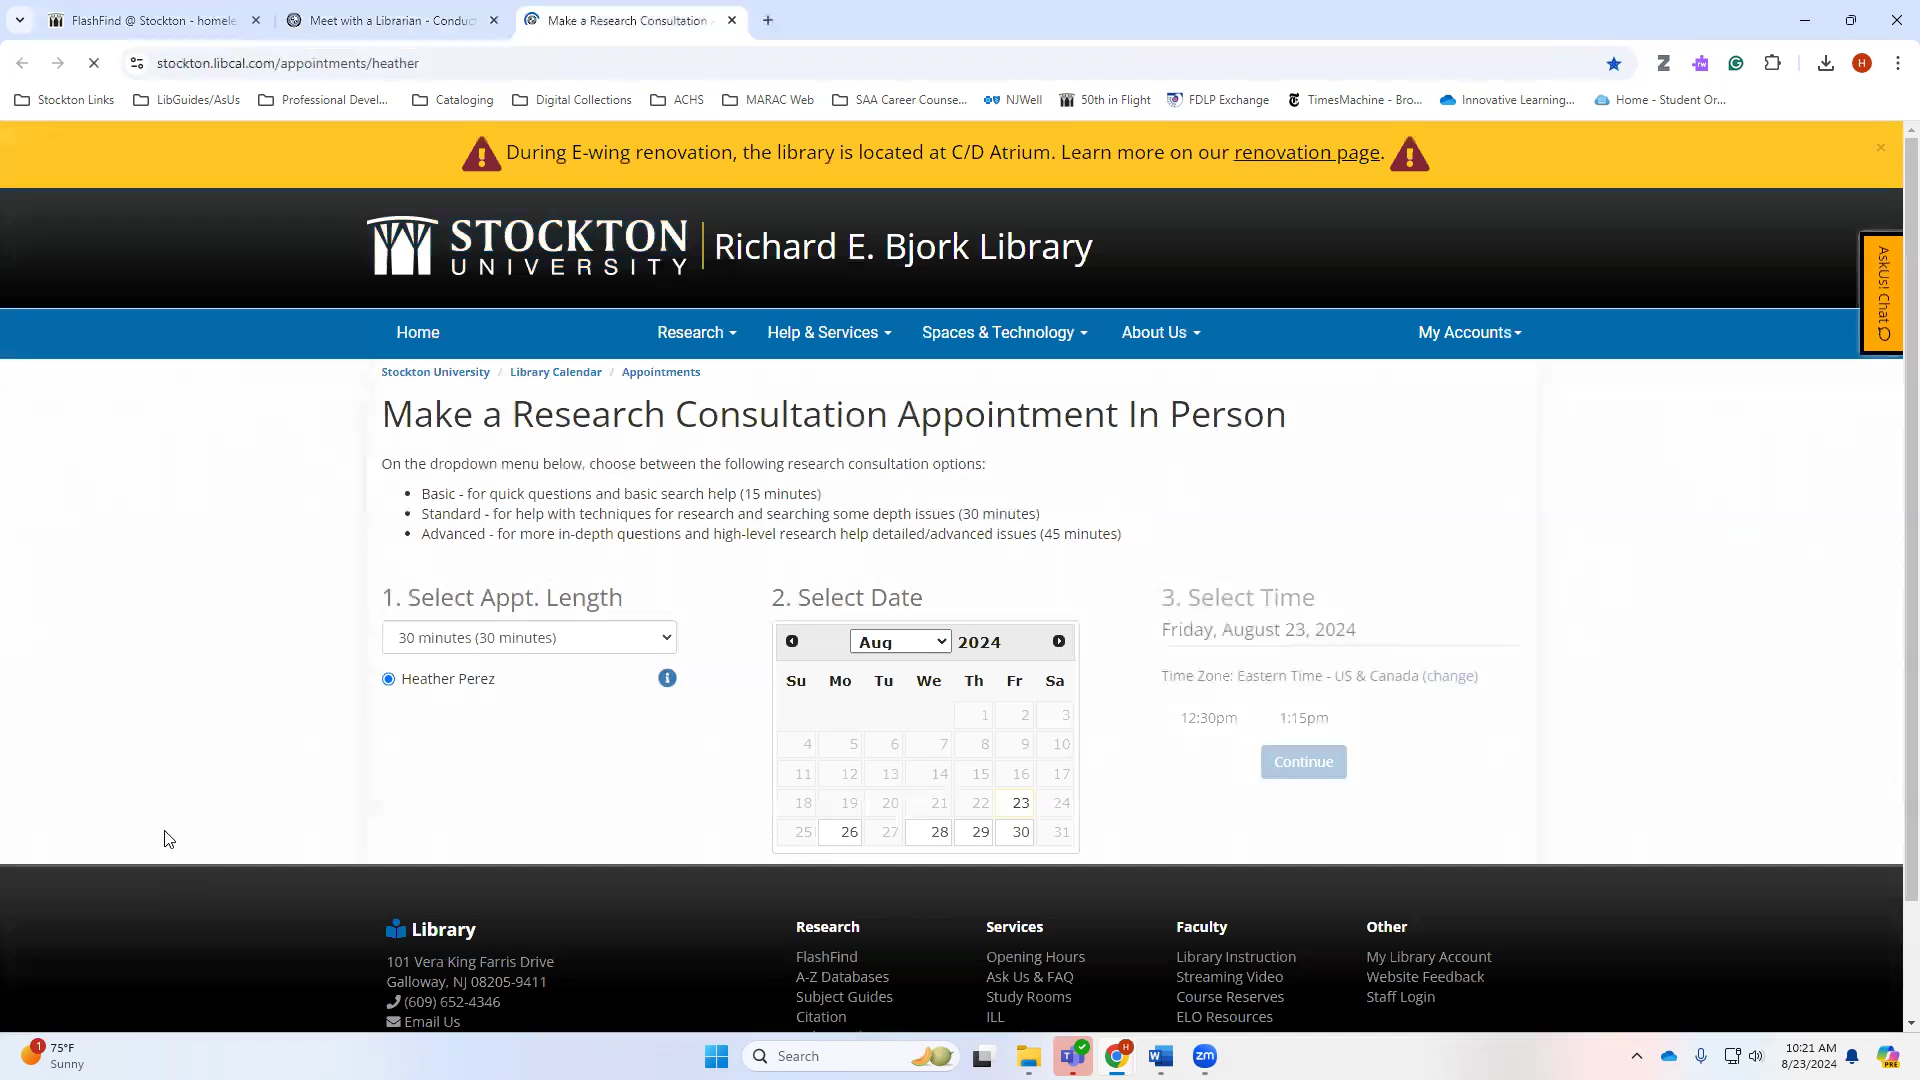 FlashFind @ Stockton - homele
Meet with a Librarian - Conduc
Make a Research Consultation
stockton.libcal.com/appointments/heather
H
Stockton Links
LibGuides/AsUs
Professional Devel...
Cataloging
Digital Collections
ACHS
MARAC Web
SAA Career Counse...
NJWell
50th in Flight
FDLP Exchange
TimesMachine - Bro...
Innovative Learning...
Home - Student Or...
During E-wing renovation, the library is located at C/D Atrium. Learn more on our renovation page.
STOCKTON
UNIVERSITY
Richard E. Bjork Library
AskUs! Chat
Home
Research
Help & Services
Spaces & Technology
About Us
My Accounts
Stockton University / Library Calendar / Appointments
Make a Research Consultation Appointment In Person
On the dropdown menu below, choose between the following research consultation options:
• Basic - for quick questions and basic search help (15 minutes)
• Standard - for help with techniques for research and searching some depth issues (30 minutes)
• Advanced - for more in-depth questions and high-level research help detailed/advanced issues (45 minutes)
1. Select Appt. Length
30 minutes (30 minutes)
Heather Perez
2. Select Date
Aug 2024
Su Mo Tu We Th Fr Sa
1 2 3
4 5 6 7 8 9 10
11 12 13 14 15 16 17
18 19 20 21 22 23 24
25 26 27 28 29 30 31
3. Select Time
Friday, August 23, 2024
Time Zone: Eastern Time - US & Canada (change)
12:30pm 1:15pm
Continue
Library
101 Vera King Farris Drive
Galloway, NJ 08205-9411
(609) 652-4346
Email Us
Research
FlashFind
A-Z Databases
Subject Guides
Citation
Services
Opening Hours
Ask Us & FAQ
Study Rooms
ILL
Faculty
Library Instruction
Streaming Video
Course Reserves
ELO Resources
Other
My Library Account
Website Feedback
Staff Login
1
75°F
Sunny
Search
H
zm
10:21 AM
8/23/2024
PRE